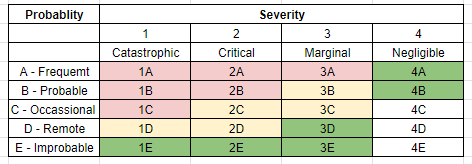 Probablity Severity
1 2 3 4
Catastrophic Critical Marginal Negligible
A - Frequemt 1A 2A 3A 4A
B - Probable 1B 2B 3B 4B
C - Occassional 1C 2C 3C 4C
D - Remote 1D 2D 3D 4D
E - Improbable 1E 2E 3E 4E